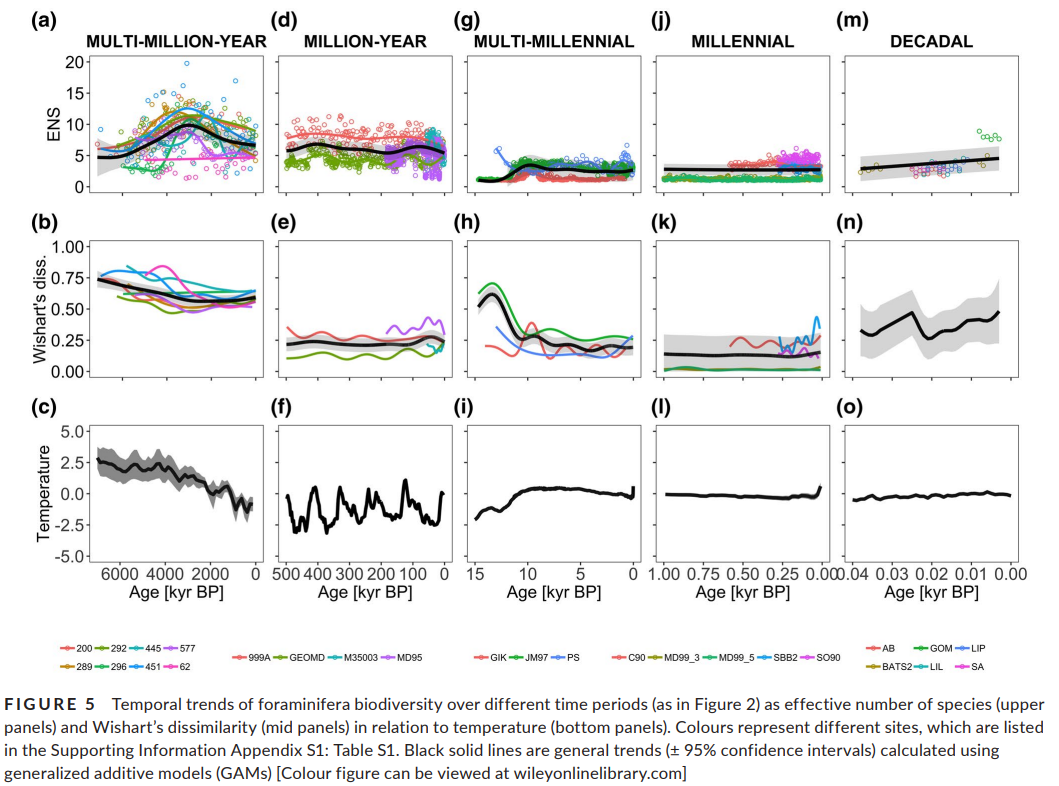 (a) (d) (g) (j) (m)
MULTI-MILLION-YEAR MILLION-YEAR MULTI-MILLENNIAL MILLENNIAL DECADAL
20
15
10
5
0
ENS
(b) (e) (h) (k) (n)
1.00
0.75
0.50
0.25
0.00
Wishart's diss.
(c) (f) (i) (l) (o)
5.0
2.5
0.0
-2.5
-5.0
Temperature
6000 4000 2000 0 500 400 300 200 100 0 15 10 5 0 1.00 0.75 0.50 0.25 0.00 0.04 0.03 0.02 0.01 0.00
Age [kyr BP] Age [kyr BP] Age [kyr BP] Age [kyr BP] Age [kyr BP]
200 292 445 577 999A GEOMD M35003 MD95 GIK JM97 PS C90 MD99_3 MD99_5 SBB2 SO90 AB GOM LIP
289 296 451 62 BATS2 LIL SA
FIGURE 5 Temporal trends of foraminifera biodiversity over different time periods (as in Figure 2) as effective number of species (upper
panels) and Wishart's dissimilarity (mid panels) in relation to temperature (bottom panels). Colours represent different sites, which are listed
in the Supporting Information Appendix S1: Table S1. Black solid lines are general trends (± 95% confidence intervals) calculated using
generalized additive models (GAMs) [Colour figure can be viewed at wileyonlinelibrary.com]